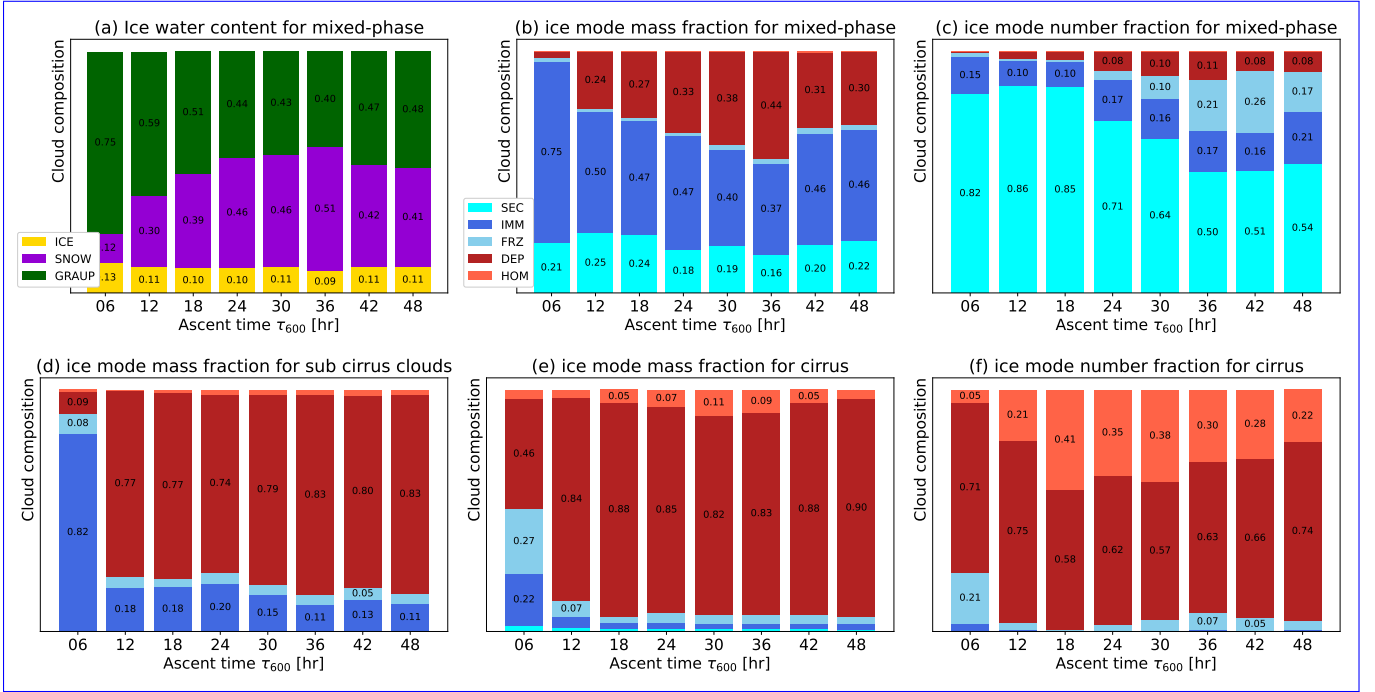 (a) Ice water content for mixed-phase
Cloud composition
0.75 0.59 0.51 0.44 0.43 0.40 0.47 0.48
.12 0.30 0.39 0.46 0.46 0.51 0.42 0.41
.13 0.11 0.10 0.10 0.11 0.09 0.11 0.11
ICE
SNOW
GRAUP
06 12 18 24 30 36 42 48
Ascent time τ600 [hr]
(b) ice mode mass fraction for mixed-phase
Cloud composition
0.24 0.27 0.33 0.38 0.44 0.31 0.30
0.75 0.50 0.47 0.47 0.40 0.37 0.46 0.46
0.21 0.25 0.24 0.18 0.19 0.16 0.20 0.22
SEC
IMM
FRZ
DEP
HOM
06 12 18 24 30 36 42 48
Ascent time τ600 [hr]
(c) ice mode number fraction for mixed-phase
Cloud composition
0.08 0.10 0.11 0.08 0.08
0.10 0.21 0.26 0.17
0.15 0.10 0.10 0.17 0.16 0.17 0.16 0.21
0.82 0.86 0.85 0.71 0.64 0.50 0.51 0.54
06 12 18 24 30 36 42 48
Ascent time τ600 [hr]
(d) ice mode mass fraction for sub cirrus clouds
Cloud composition
0.09 0.77 0.77 0.74 0.79 0.83 0.80 0.83
0.08 0.05
0.82 0.18 0.18 0.20 0.15 0.11 0.13 0.11
06 12 18 24 30 36 42 48
Ascent time τ600 [hr]
(e) ice mode mass fraction for cirrus
Cloud composition
0.05 0.07 0.11 0.09 0.05
0.46 0.84 0.88 0.85 0.82 0.83 0.88 0.90
0.27 0.07
0.22
06 12 18 24 30 36 42 48
Ascent time τ600 [hr]
(f) ice mode number fraction for cirrus
Cloud composition
0.05 0.21 0.41 0.35 0.38 0.30 0.28 0.22
0.71 0.75 0.58 0.62 0.57 0.63 0.66 0.74
0.21 0.07 0.05
06 12 18 24 30 36 42 48
Ascent time τ600 [hr]